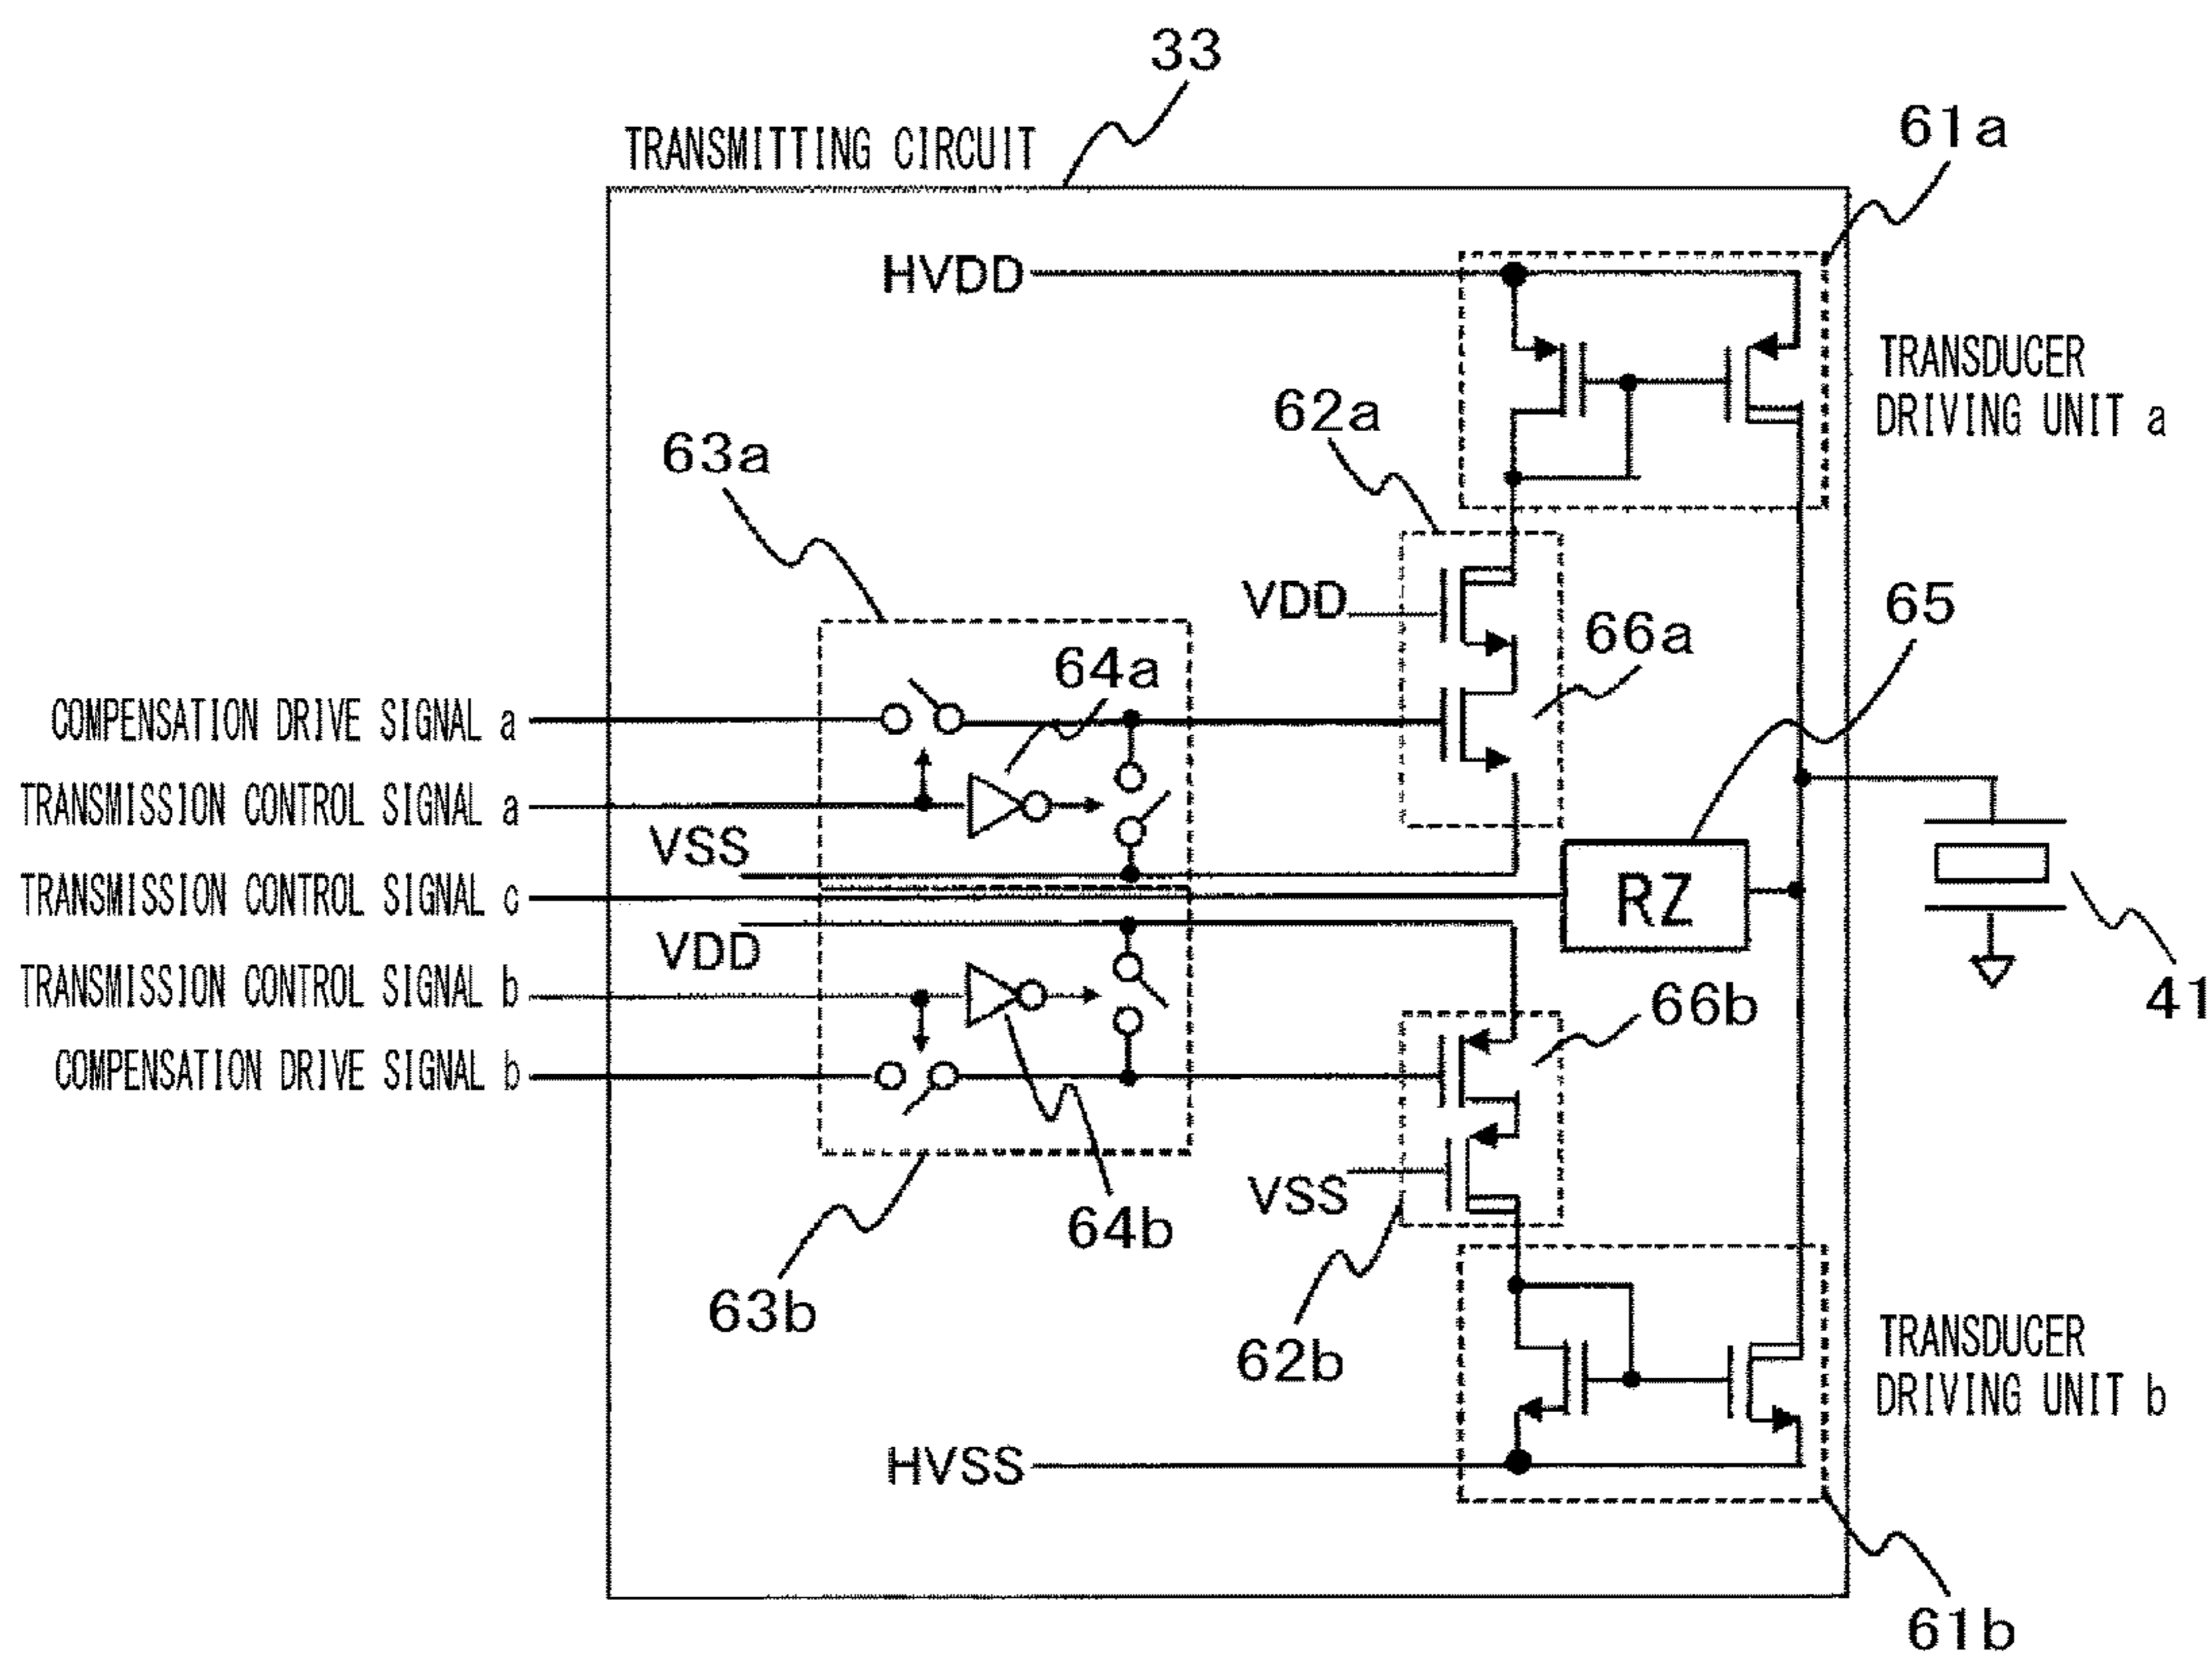 33
TRANSMITTING CIRCUIT
61a
HVDD
TRANSDUCER
DRIVING UNIT a
62a
63a
VDD
65
66a
64a
COMPENSATION DRIVE SIGNAL a
TRANSMISSION CONTROL SIGNAL a
VSS
TRANSMISSION CONTROL SIGNAL c
RZ
VDD
TRANSMISSION CONTROL SIGNAL b
41
66b
COMPENSATION DRIVE SIGNAL b
VSS
64b
63b
62b
TRANSDUCER
DRIVING UNIT b
HVSS
61b